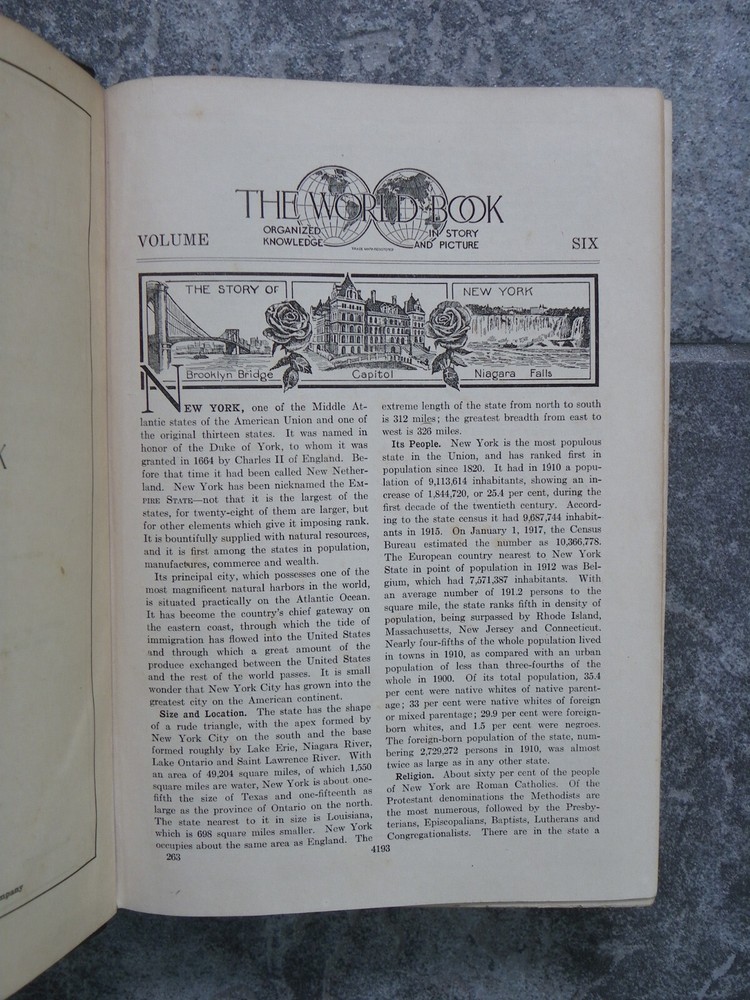 THE WORLD BOOK
ORGANIZED KNOWLEDGE
IN STORY AND PICTURE
VOLUME
SIX
THE STORY OF
NEW YORK
Brooklyn Bridge
Capitol
Niagara Falls
NEW YORK, one of the Middle At-
lantic states of the American Union and one of
the original thirteen states. It was named in
honor of the Duke of York, to whom it was
granted in 1664 by Charles II of England. Be-
fore that time it had been called New Nether-
land. New York has been nicknamed the EM-
PIRE STATE—not that it is the largest of the
states, for twenty-eight of them are larger, but
for other elements which give it imposing rank.
It is bountifully supplied with natural resources,
and it is first among the states in population,
manufactures, commerce and wealth.
Its principal city, which possesses one of the
most magnificent natural harbors in the world,
is situated practically on the Atlantic Ocean.
It has become the country's chief gateway on
the eastern coast, through which the tide of
immigration has flowed into the United States
and through which a great amount of the
produce exchanged between the United States
and the rest of the world passes. It is small
wonder that New York City has grown into the
greatest city on the American continent.
Size and Location. The state has the shape
of a rude triangle, with the apex formed by
New York City on the south and the base
formed roughly by Lake Erie, Niagara River,
Lake Ontario and Saint Lawrence River. With
an area of 49,204 square miles, of which 1,550
square miles are water, New York is about one-
fifth the size of Texas and one-fifteenth as
large as the province of Ontario on the north.
The state nearest to it in size is Louisiana,
which is 698 square miles smaller. New York
occupies about the same area as England. The
263
extreme length of the state from north to south
is 312 miles; the greatest breadth from east to
west is 326 miles.
Its People. New York is the most populous
state in the Union, and has ranked first in
population since 1820. It had in 1910 a popu-
lation of 9,113,614 inhabitants, showing an in-
crease of 1,844,720, or 25.4 per cent, during the
first decade of the twentieth century. Accord-
ing to the state census it had 9,687,744 inhabit-
ants in 1915. On January 1, 1917, the Census
Bureau estimated the number as 10,366,778.
The European country nearest to New York
State in point of population in 1912 was Bel-
gium, which had 7,571,387 inhabitants. With
an average number of 191.2 persons to the
square mile, the state ranks fifth in density of
population, being surpassed by Rhode Island,
Massachusetts, New Jersey and Connecticut.
Nearly four-fifths of the whole population lived
in towns in 1910, as compared with an urban
population of less than three-fourths of the
whole in 1900. Of its total population, 35.4
per cent were native whites of native parent-
age; 33 per cent were native whites of foreign
or mixed parentage; 29.9 per cent were foreign-
born whites, and 1.5 per cent were negroes.
The foreign-born population of the state, num-
bering 2,729,272 persons in 1910, was almost
twice as large as in any other state.
Religion. About sixty per cent of the people
of New York are Roman Catholics. Of the
Protestant denominations the Methodists are
the most numerous, followed by the Presby-
terians, Episcopalians, Baptists, Lutherans and
Congregationalists. There are in the state a
4193